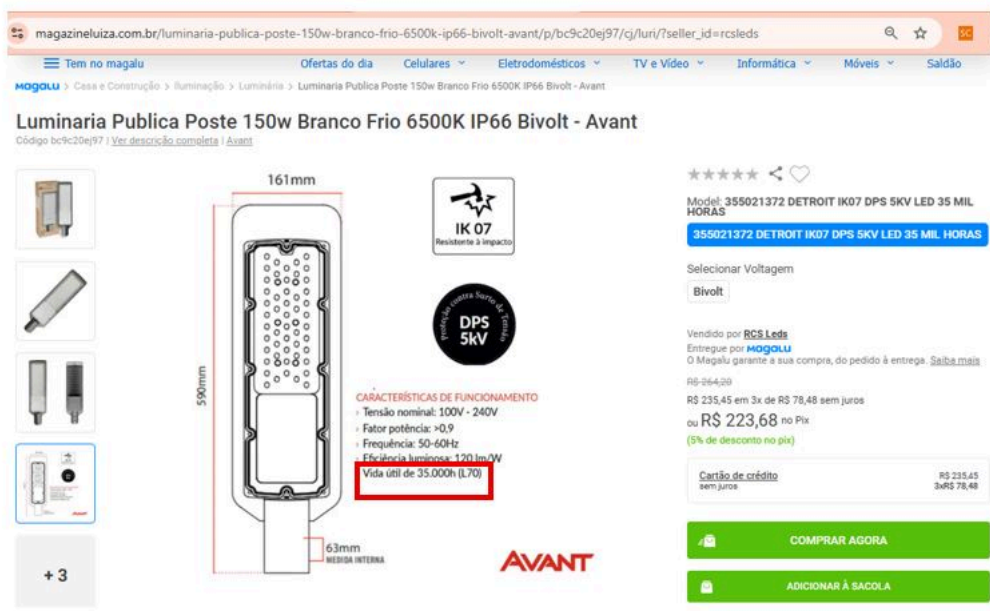 magazineluiza.com.br/luminaria-publica-poste-150w-branco-frio-6500k-ip66-bivolt-avant/p/bc9c20ej97/cj/luri/?seller_id=rcsleds
SC
Tem no magalu Ofertas do dia Celulares Eletrodomésticos TV e Vídeo Informática Móveis Saldão
Magalu > Casa e Construção > Iluminação > Luminária > Luminaria Publica Poste 150w Branco Frio 6500K IP66 Bivolt - Avant
Luminaria Publica Poste 150w Branco Frio 6500K IP66 Bivolt - Avant
Código bc9c20ej97 | Ver descrição completa | Avant
161mm
590mm
IK 07
Resistente à impacto
Proteção contra Surto de Tensão
DPS
5kV
CARACTERÍSTICAS DE FUNCIONAMENTO
Tensão nominal: 100V - 240V
Fator potência: >0,9
Frequência: 50-60Hz
Eficiência luminosa: 120 lm/W
Vida útil de 35.000h (L70)
63mm
MEDIDA INTERNA
AVANT
+ 3
Model: 355021372 DETROIT IK07 DPS 5KV LED 35 MIL
HORAS
355021372 DETROIT IK07 DPS 5KV LED 35 MIL HORAS
Selecionar Voltagem
Bivolt
Vendido por RCS Leds
Entregue por Magalu
O Magalu garante a sua compra, do pedido à entrega. Saiba mais
R$ 264,20
R$ 235,45 em 3x de R$ 78,48 sem juros
ou R$ 223,68 no Pix
(5% de desconto no pix)
Cartão de crédito R$ 235,45
sem juros 3xR$ 78,48
COMPRAR AGORA
ADICIONAR À SACOLA